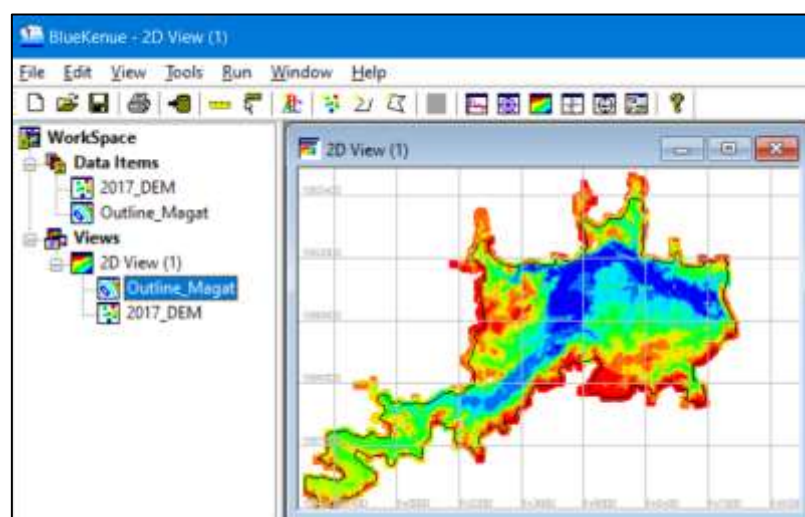 BlueKenue - 2D View (1)
File Edit View Tools Run Window Help
WorkSpace
Data Items
2017_DEM
Outline_Magat
Views
2D View (1)
Outline_Magat
2017_DEM
2D View (1)